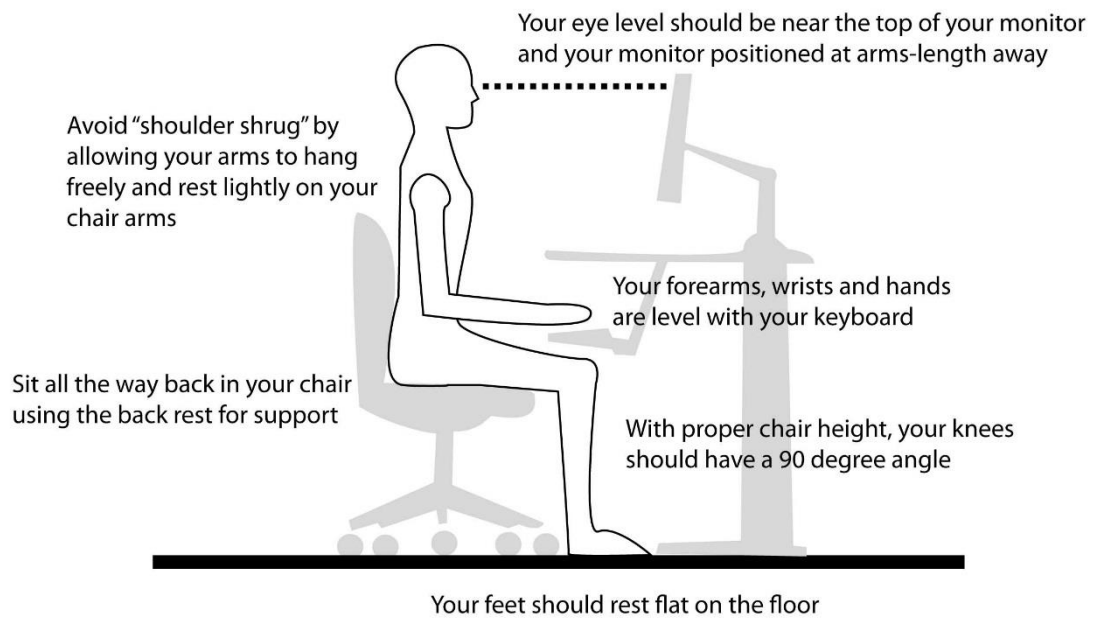 Your eye level should be near the top of your monitor
and your monitor positioned at arms-length away
Avoid “shoulder shrug” by
allowing your arms to hang
freely and rest lightly on your
chair arms
Your forearms, wrists and hands
are level with your keyboard
Sit all the way back in your chair
using the back rest for support
With proper chair height, your knees
should have a 90 degree angle
Your feet should rest flat on the floor